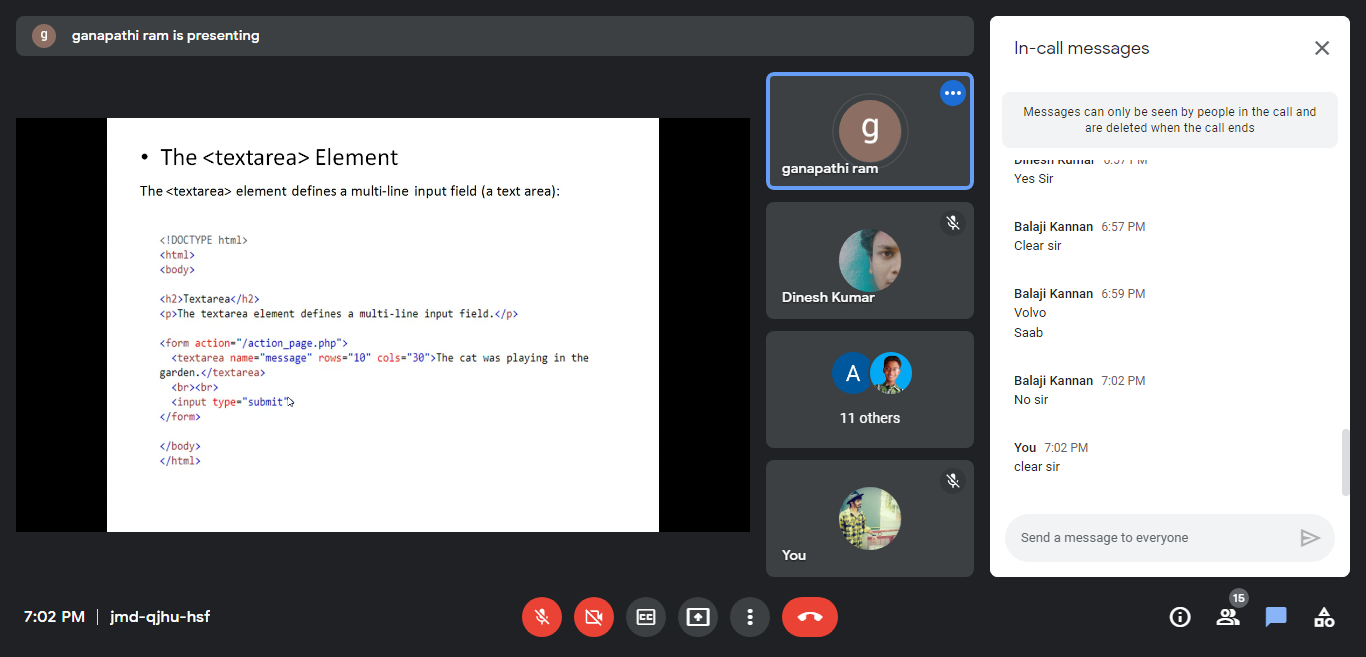 g
ganapathi ram is presenting
• The <textarea> Element
The <textarea> element defines a multi-line input field (a text area):
<!DOCTYPE html>
<html>
<body>
<h2>Textarea</h2>
<p>The textarea element defines a multi-line input field.</p>
<form action="/action_page.php">
<textarea name="message" rows="10" cols="30">The cat was playing in the
garden.</textarea>
<br><br>
<input type="submit">
</form>
</body>
</html>
g
ganapathi ram
Dinesh Kumar
A
11 others
You
In-call messages
Messages can only be seen by people in the call and
are deleted when the call ends
Dinesh Kumar 6:57 PM
Yes Sir
Balaji Kannan 6:57 PM
Clear sir
Balaji Kannan 6:59 PM
Volvo
Saab
Balaji Kannan 7:02 PM
No sir
You 7:02 PM
clear sir
Send a message to everyone
7:02 PM | jmd-qjhu-hsf
CC
15